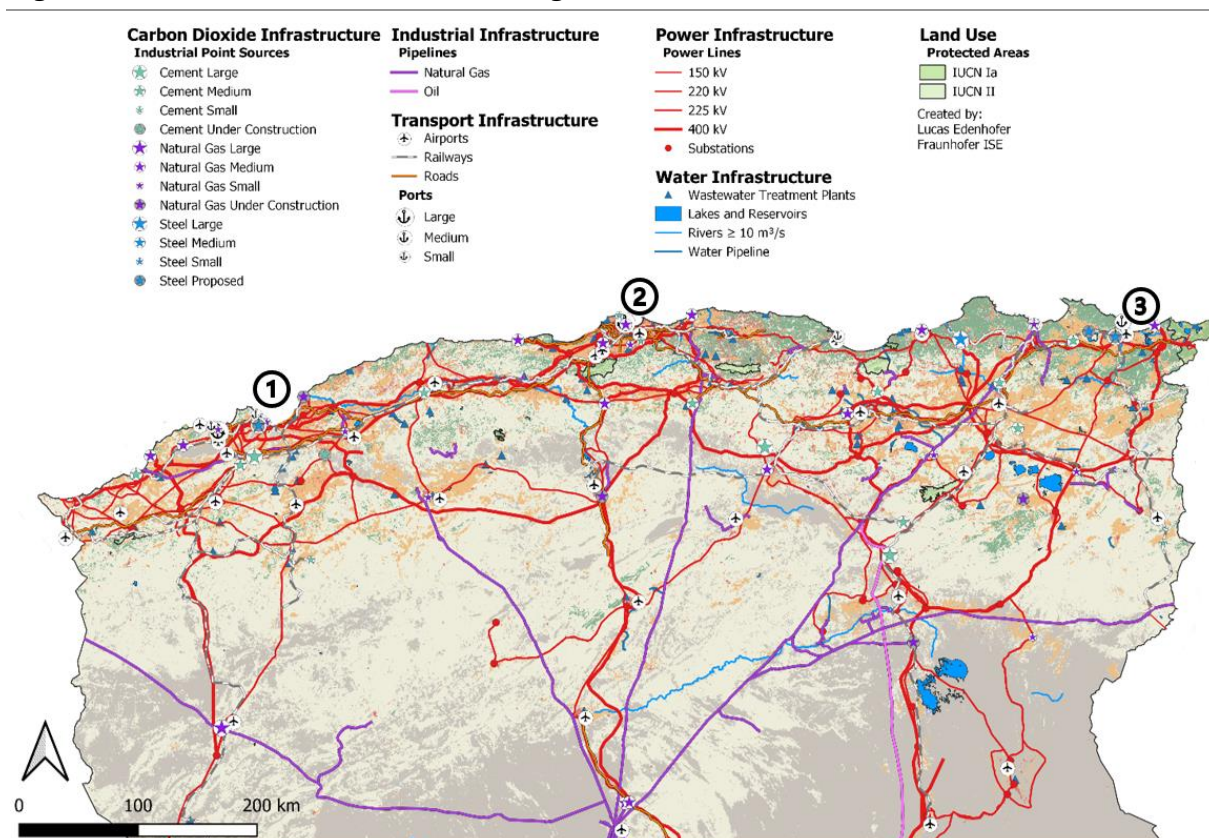 Carbon Dioxide Infrastructure
Industrial Point Sources
Cement Large
Cement Medium
Cement Small
Cement Under Construction
Natural Gas Large
Natural Gas Medium
Natural Gas Small
Natural Gas Under Construction
Steel Large
Steel Medium
Steel Small
Steel Proposed
Industrial Infrastructure
Pipelines
Natural Gas
Oil
Transport Infrastructure
Airports
Railways
Roads
Ports
Large
Medium
Small
Power Infrastructure
Power Lines
150 kV
220 kV
225 kV
400 kV
Substations
Water Infrastructure
Wastewater Treatment Plants
Lakes and Reservoirs
Rivers ≥ 10 m³/s
Water Pipeline
Land Use
Protected Areas
IUCN Ia
IUCN II
Created by:
Lucas Edenhofer
Fraunhofer ISE
1
2
3
0 100 200 km